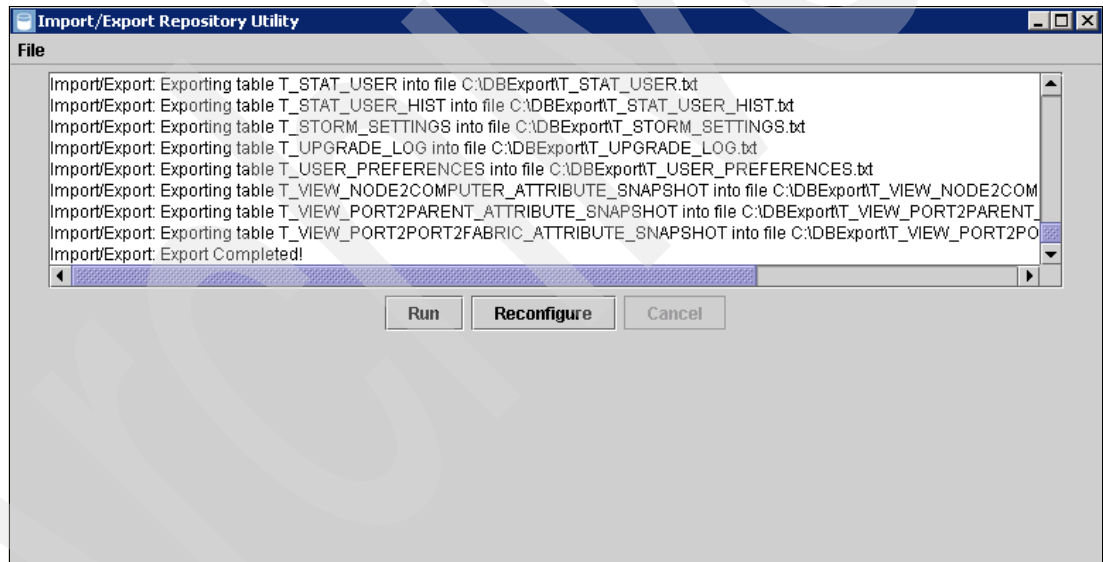 Import/Export Repository Utility
File
Import/Export: Exporting table T_STAT_USER into file C:\DBExport\T_STAT_USER.txt
Import/Export: Exporting table T_STAT_USER_HIST into file C:\DBExport\T_STAT_USER_HIST.txt
Import/Export: Exporting table T_STORM_SETTINGS into file C:\DBExport\T_STORM_SETTINGS.txt
Import/Export: Exporting table T_UPGRADE_LOG into file C:\DBExport\T_UPGRADE_LOG.txt
Import/Export: Exporting table T_USER_PREFERENCES into file C:\DBExport\T_USER_PREFERENCES.txt
Import/Export: Exporting table T_VIEW_NODE2COMPUTER_ATTRIBUTE_SNAPSHOT into file C:\DBExport\T_VIEW_NODE2COM
Import/Export: Exporting table T_VIEW_PORT2PARENT_ATTRIBUTE_SNAPSHOT into file C:\DBExport\T_VIEW_PORT2PARENT_
Import/Export: Exporting table T_VIEW_PORT2PORT2FABRIC_ATTRIBUTE_SNAPSHOT into file C:\DBExport\T_VIEW_PORT2PO
Import/Export: Export Completed!
Run Reconfigure Cancel